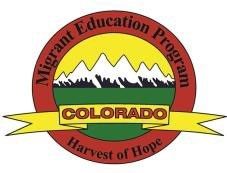 Migrant Education Program
COLORADO
Harvest of Hope